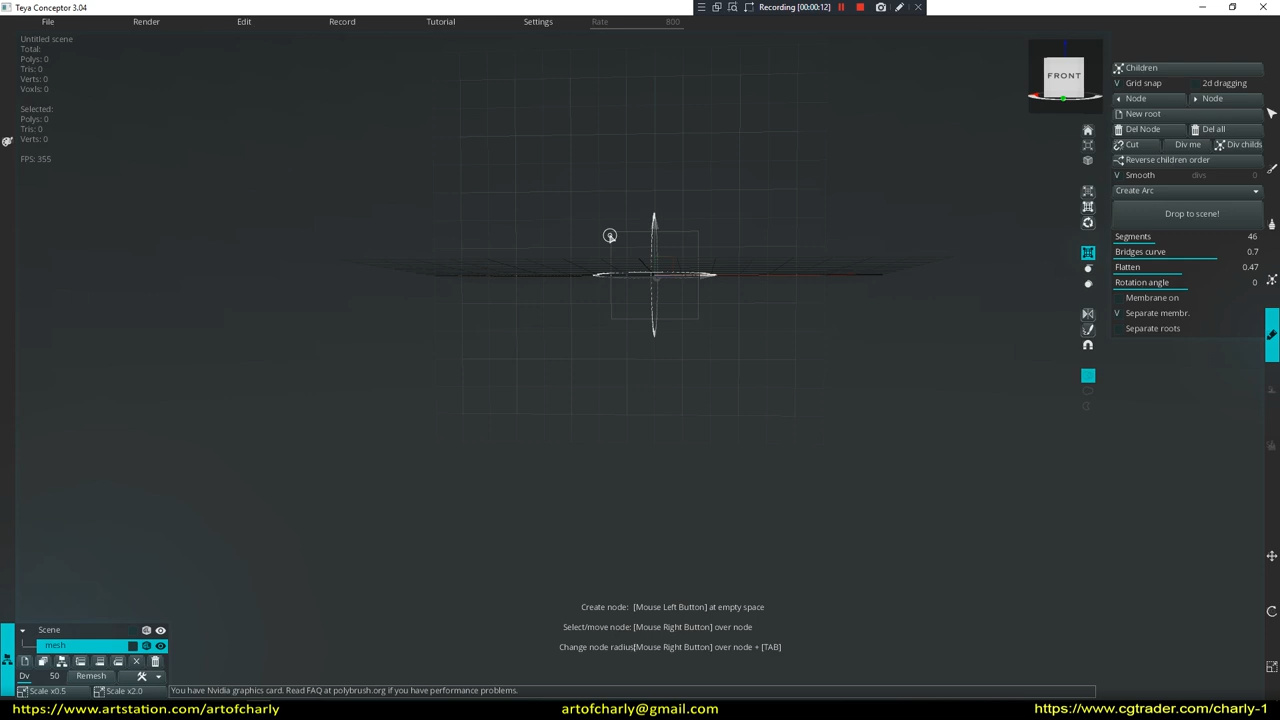 Teya Conceptor 3.04
Recording [00:00:12]
File Render Edit Record Tutorial Settings Rate 800
Untitled scene
Total:
Polys: 0
Tris: 0
Verts: 0
Voxls: 0
Selected:
Polys: 0
Tris: 0
Verts: 0
FPS: 355
FRONT
Children
V Grid snap 2d dragging
Node Node
New root
Del Node Del all
Cut Div me Div childs
Reverse children order
V Smooth divs 0
Create Arc
Drop to scene!
Segments 46
Bridges curve 0.7
Flatten 0.47
Rotation angle 0
Membrane on
V Separate membr.
Separate roots
Create node: [Mouse Left Button] at empty space
Select/move node: [Mouse Right Button] over node
Change node radius[Mouse Right Button] over node + [TAB]
Scene
mesh
Dv 50 Remesh
Scale x0.5 Scale x2.0 You have Nvidia graphics card. Read FAQ at polybrush.org if you have performance problems.
https://www.artstation.com/artofcharly artofcharly@gmail.com https://www.cgtrader.com/charly-1